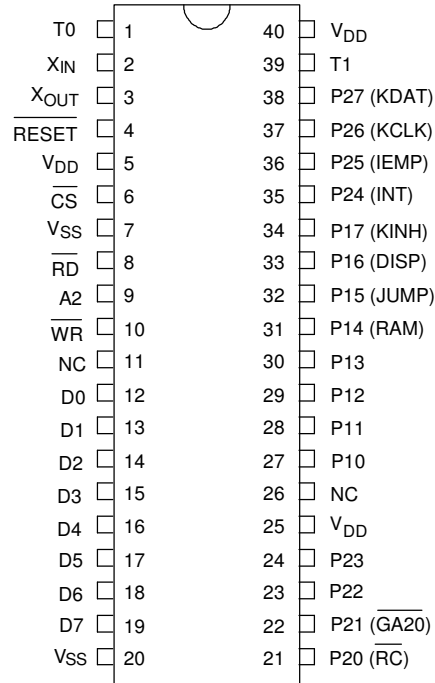 T0 1 40 VDD
XIN 2 39 T1
XOUT 3 38 P27 (KDAT)
RESET 4 37 P26 (KCLK)
VDD 5 36 P25 (IEMP)
CS 6 35 P24 (INT)
VSS 7 34 P17 (KINH)
RD 8 33 P16 (DISP)
A2 9 32 P15 (JUMP)
WR 10 31 P14 (RAM)
NC 11 30 P13
D0 12 29 P12
D1 13 28 P11
D2 14 27 P10
D3 15 26 NC
D4 16 25 VDD
D5 17 24 P23
D6 18 23 P22
D7 19 22 P21 (GA20)
VSS 20 21 P20 (RC)